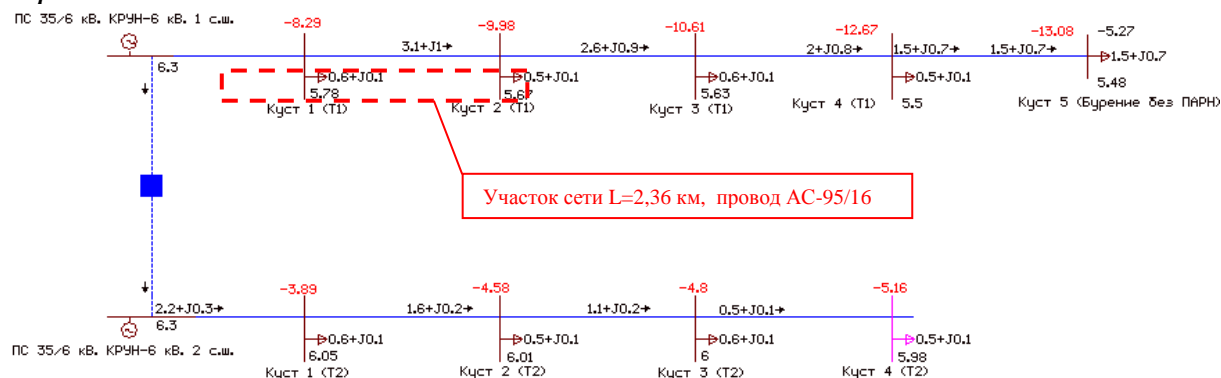 ПС 35/6 кВ. КРУН-6 кВ. 1 с.ш.
-8.29
-9.98
-10.61
-12.67
-13.08
-5.27
3.1+J1
2.6+J0.9
2+J0.8
1.5+J0.7
1.5+J0.7
6.3
0.6+J0.1
0.5+J0.1
0.6+J0.1
0.5+J0.1
1.5+J0.7
5.78
5.67
5.63
5.5
5.48
Куст 1 (Т1)
Куст 2 (Т1)
Куст 3 (Т1)
Куст 4 (Т1)
Куст 5 (Бурение без ПАРН)
Участок сети L=2,36 км, провод АС-95/16
-3.89
-4.58
-4.8
-5.16
2.2+J0.3
1.6+J0.2
1.1+J0.2
0.5+J0.1
6.3
0.6+J0.1
0.5+J0.1
0.6+J0.1
0.5+J0.1
ПС 35/6 кВ. КРУН-6 кВ. 2 с.ш.
6.05
6.01
6
5.98
Куст 1 (Т2)
Куст 2 (Т2)
Куст 3 (Т2)
Куст 4 (Т2)